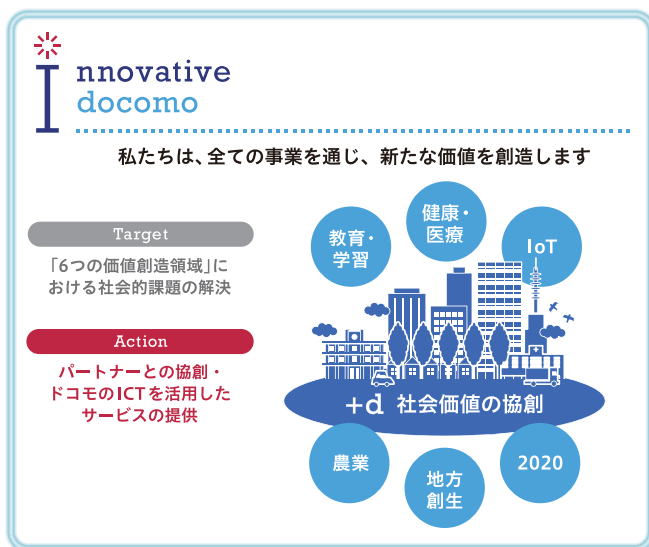 Innovative
docomo
私たちは、全ての事業を通じ、新たな価値を創造します
Target
「6つの価値創造領域」に
おける社会的課題の解決
Action
パートナーとの協創・
ドコモのICTを活用した
サービスの提供
教育・
学習
健康・
医療
IoT
+d 社会価値の協創
農業
地方
創生
2020